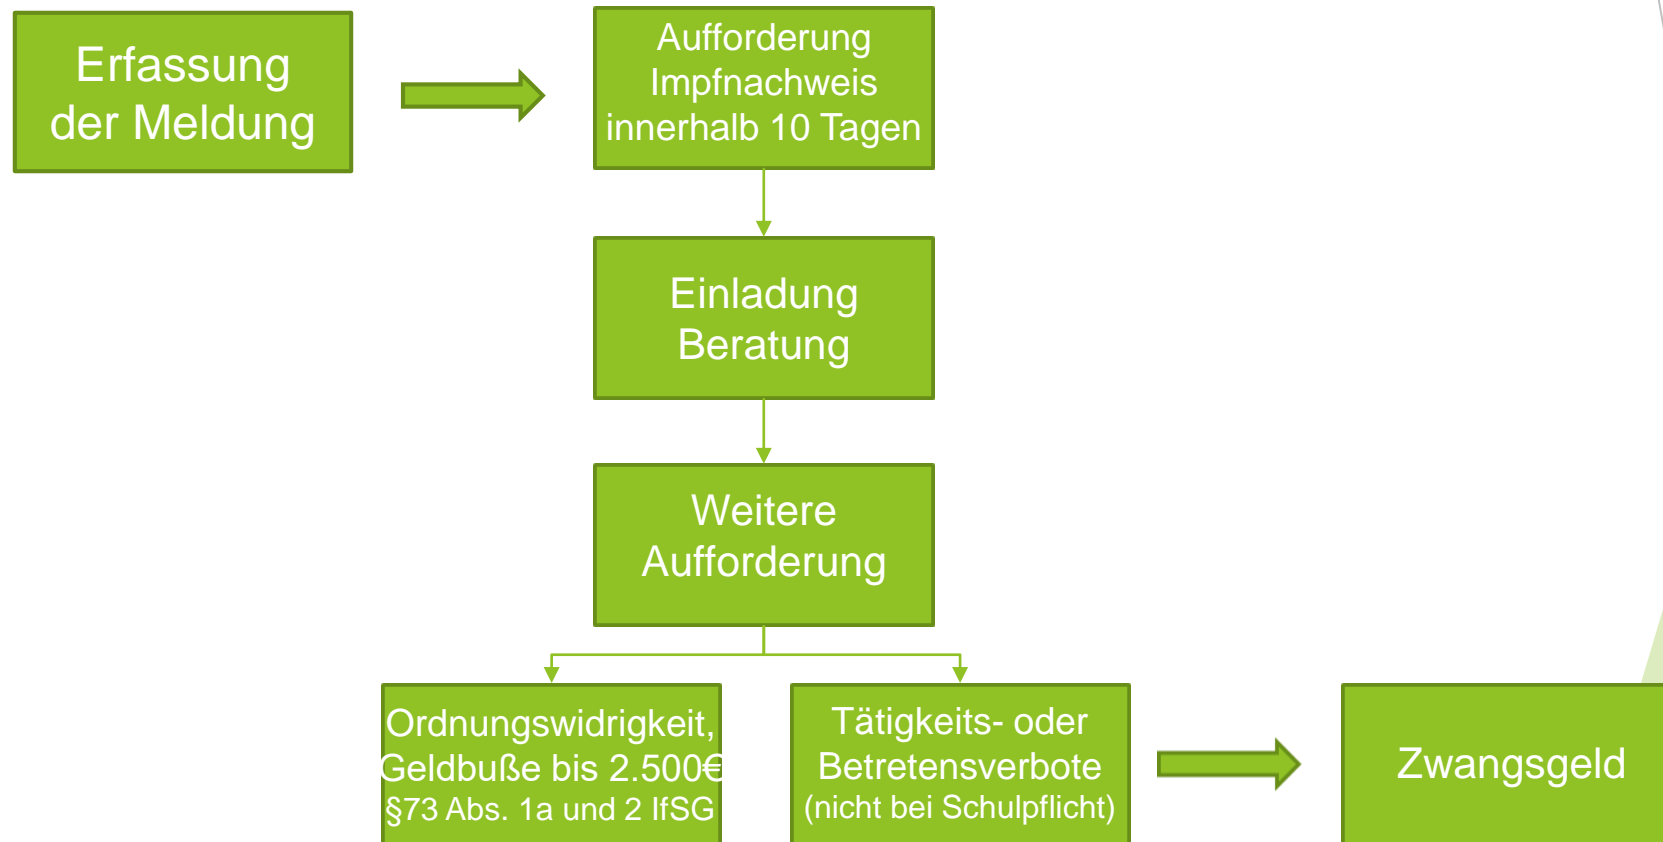 Erfassung
der Meldung
Aufforderung
Impfnachweis
innerhalb 10 Tagen
Einladung
Beratung
Weitere
Aufforderung
Ordnungswidrigkeit,
Geldbuße bis 2.500€
§73 Abs. 1a und 2 IfSG
Tätigkeits- oder
Betretensverbote
(nicht bei Schulpflicht)
Zwangsgeld